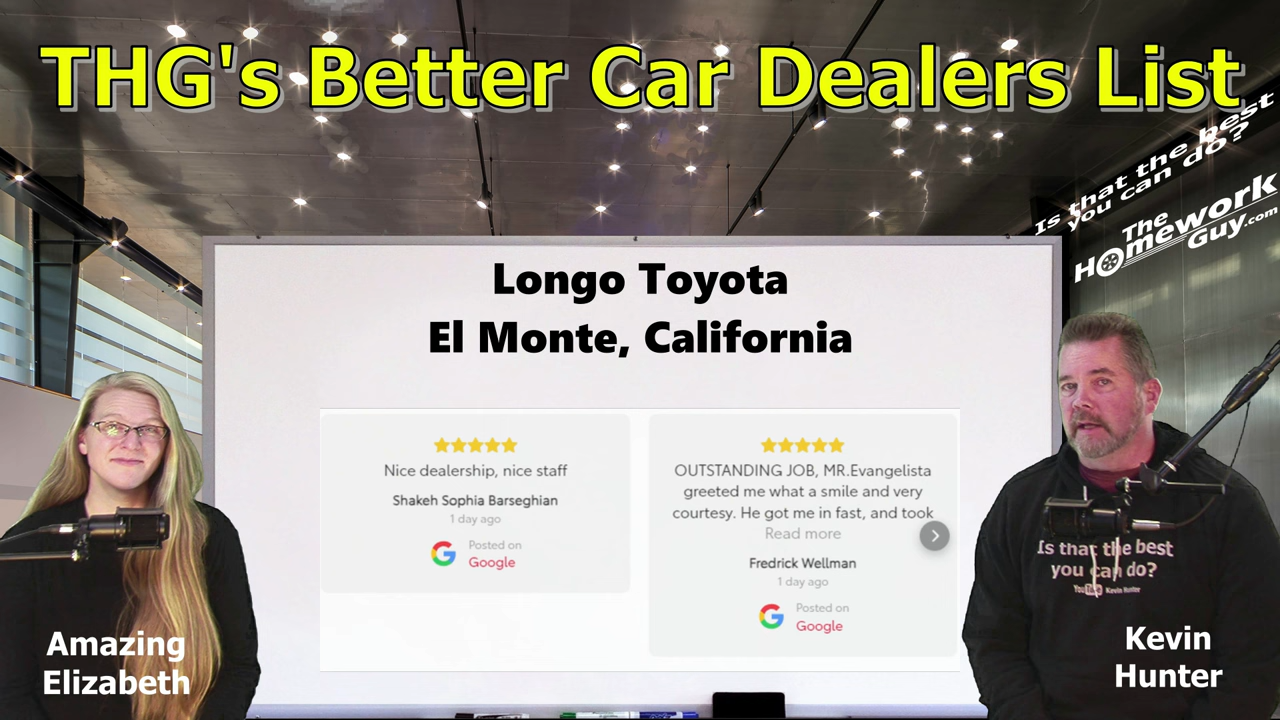 THG's Better Car Dealers List
Is that the best
you can do?
The
Homework
Guy.com
Longo Toyota
El Monte, California
Nice dealership, nice staff
Shakeh Sophia Barseghian
1 day ago
Posted on
Google
OUTSTANDING JOB, MR.Evangelista
greeted me what a smile and very
courtesy. He got me in fast, and took
Read more
Fredrick Wellman
1 day ago
Posted on
Google
Is that the best
you can do?
YouTube Kevin Hunter
Amazing
Elizabeth
Kevin
Hunter